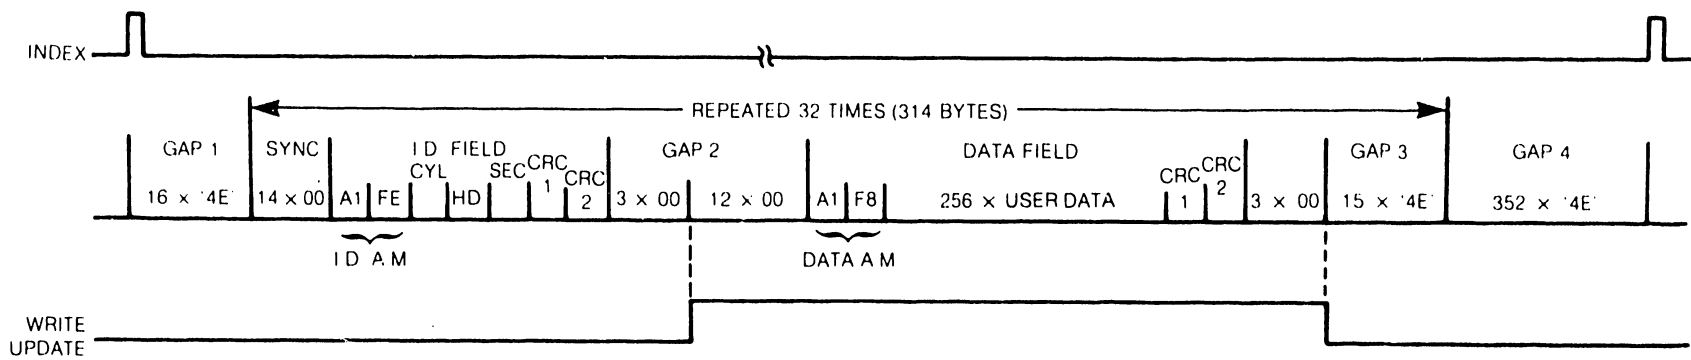 INDEX
REPEATED 32 TIMES (314 BYTES)
GAP 1 SYNC ID FIELD GAP 2 DATA FIELD GAP 3 GAP 4
CYL SEC CRC 1 CRC 2
16 × '4E' 14 × 00 A1 FE HD CRC 2 3 × 00 12 × 00 A1 F8 256 × USER DATA CRC 1 3 × 00 15 × '4E' 352 × '4E'
ID AM DATA AM
WRITE
UPDATE